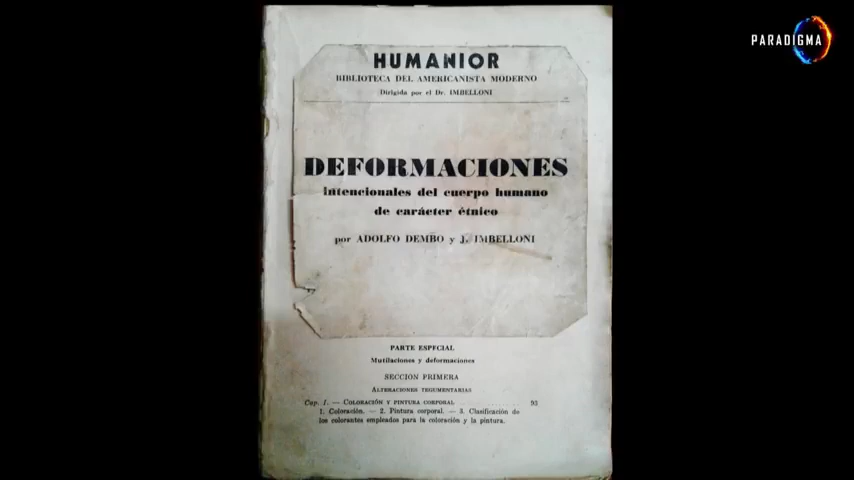 HUMANIOR
BIBLIOTECA DEL AMERICANISTA MODERNO
Dirigida por el Dr. IMBELLONI
DEFORMACIONES
intencionales del cuerpo humano
de carácter étnico
por ADOLFO DEMBO y J. IMBELLONI
PARTE ESPECIAL
Mutilaciones y deformaciones
SECCION PRIMERA
ALTERACIONES TEGUMENTARIAS
Cap. I. — COLORACIÓN Y PINTURA CORPORAL ................ 93
1. Coloración. — 2. Pintura corporal. — 3. Clasificación de
los colorantes empleados para la coloración y la pintura.
PARADIGMA